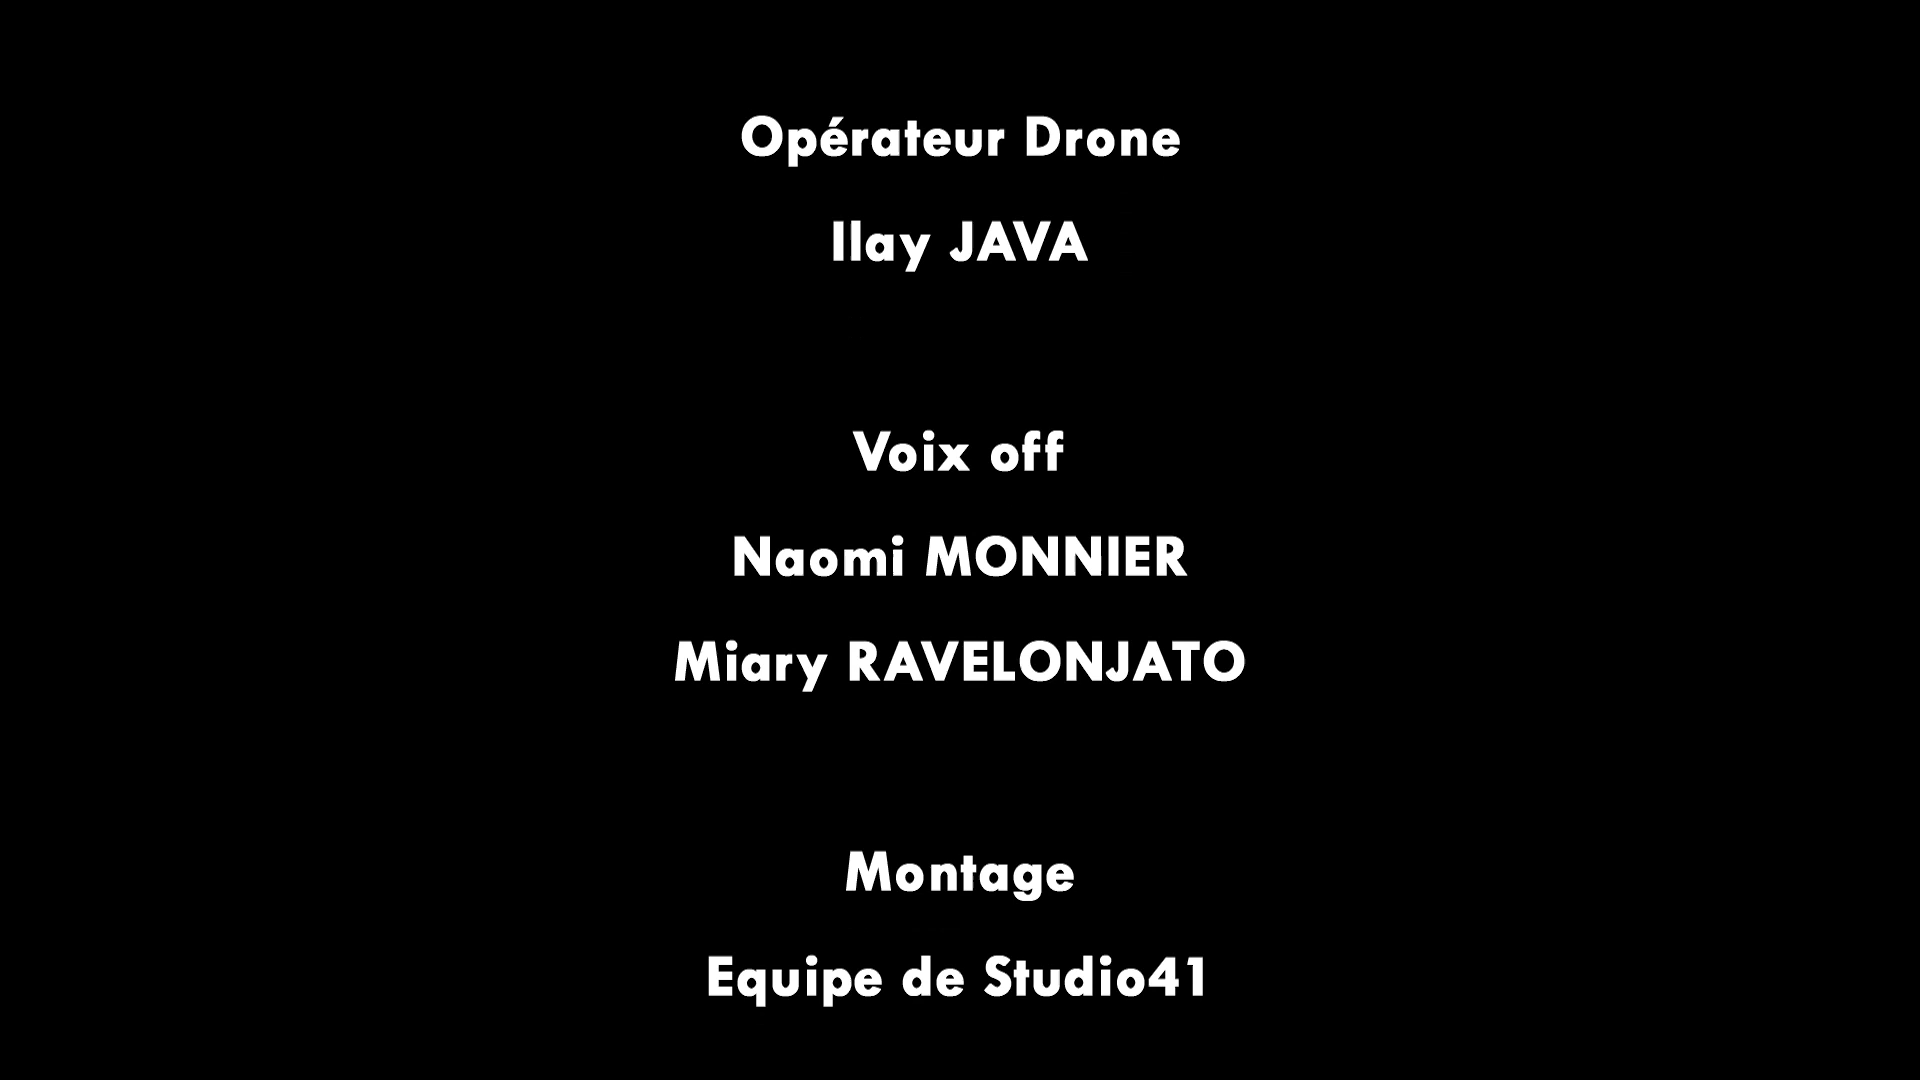 Opérateur Drone
Ilay JAVA
Voix off
Naomi MONNIER
Miary RAVELONJATO
Montage
Equipe de Studio41